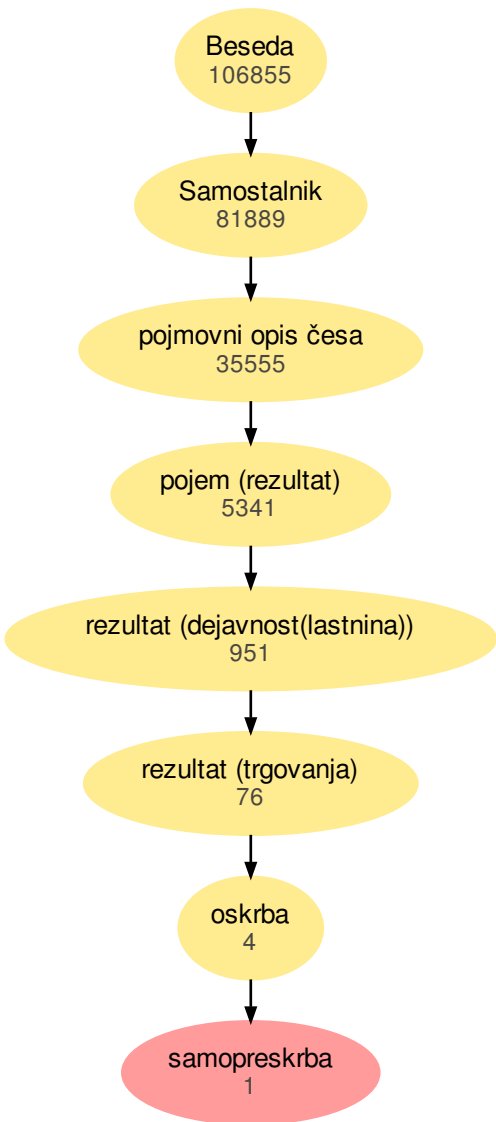 Beseda
106855
Samostalnik
81889
pojmovni opis česa
35555
pojem (rezultat)
5341
rezultat (dejavnost(lastnina))
951
rezultat (trgovanja)
76
oskrba
4
samopreskrba
1